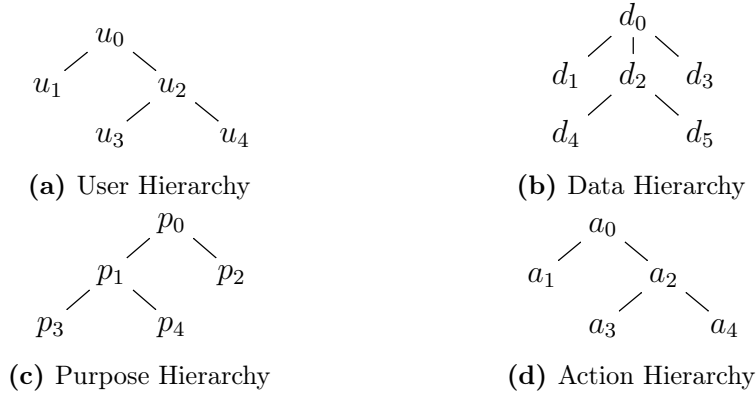 u0
u1 u2
u3 u4
(a) User Hierarchy
d0
d1 d2 d3
d4 d5
(b) Data Hierarchy
p0
p1 p2
p3 p4
(c) Purpose Hierarchy
a0
a1 a2
a3 a4
(d) Action Hierarchy